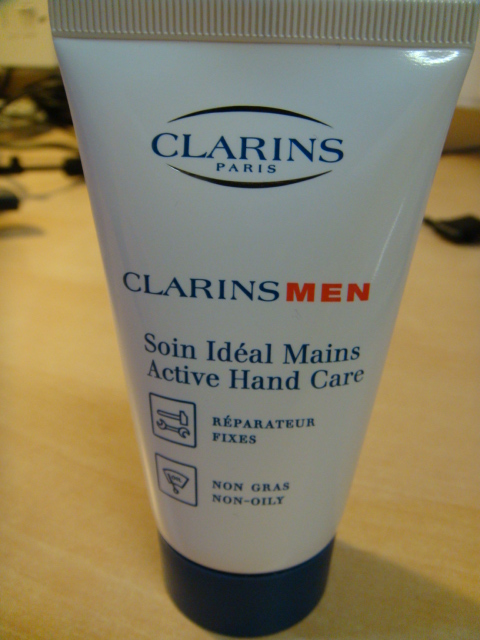 CLARINS
PARIS
CLARINSMEN
Soin Idéal Mains
Active Hand Care
RÉPARATEUR
FIXES
NON GRAS
NON-OILY